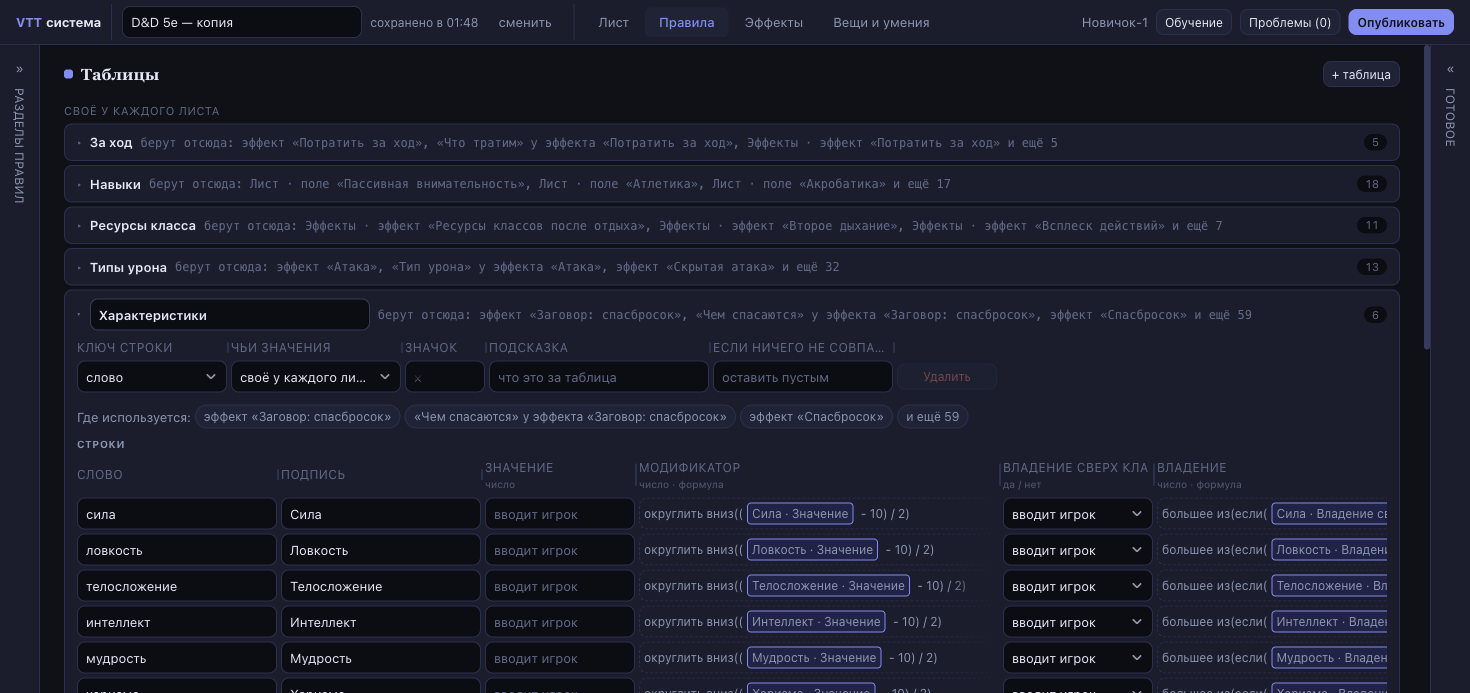 VTT система D&D 5e — копия сохранено в 01:48 сменить Лист Правила Эффекты Вещи и умения Новичок-1 Обучение Проблемы (0) Опубликовать
» РАЗДЕЛЫ ПРАВИЛ
« ГОТОВОЕ
Таблицы + таблица
СВОЁ У КАЖДОГО ЛИСТА
За ход берут отсюда: эффект «Потратить за ход», «Что тратим» у эффекта «Потратить за ход», Эффекты · эффект «Потратить за ход» и ещё 5 5
Навыки берут отсюда: Лист · поле «Пассивная внимательность», Лист · поле «Атлетика», Лист · поле «Акробатика» и ещё 17 18
Ресурсы класса берут отсюда: Эффекты · эффект «Ресурсы классов после отдыха», Эффекты · эффект «Второе дыхание», Эффекты · эффект «Всплеск действий» и ещё 7 11
Типы урона берут отсюда: эффект «Атака», «Тип урона» у эффекта «Атака», эффект «Скрытая атака» и ещё 32 13
Характеристики берут отсюда: эффект «Заговор: спасбросок», «Чем спасаются» у эффекта «Заговор: спасбросок», эффект «Спасбросок» и ещё 59 6
КЛЮЧ СТРОКИ ЧЬИ ЗНАЧЕНИЯ ЗНАЧОК ПОДСКАЗКА ЕСЛИ НИЧЕГО НЕ СОВПА…
слово своё у каждого ли… ⚔ что это за таблица оставить пустым Удалить
Где используется: эффект «Заговор: спасбросок» «Чем спасаются» у эффекта «Заговор: спасбросок» эффект «Спасбросок» и ещё 59
СТРОКИ
СЛОВО ПОДПИСЬ ЗНАЧЕНИЕ МОДИФИКАТОР ВЛАДЕНИЕ СВЕРХ КЛА ВЛАДЕНИЕ
число число · формула да / нет число · формула
сила Сила вводит игрок округлить вниз(( Сила · Значение - 10) / 2) вводит игрок большее из(если( Сила · Владение св
ловкость Ловкость вводит игрок округлить вниз(( Ловкость · Значение - 10) / 2) вводит игрок большее из(если( Ловкость · Владени
телосложение Телосложение вводит игрок округлить вниз(( Телосложение · Значение - 10) / 2) вводит игрок большее из(если( Телосложение · Вл
интеллект Интеллект вводит игрок округлить вниз(( Интеллект · Значение - 10) / 2) вводит игрок большее из(если( Интеллект · Владен
мудрость Мудрость вводит игрок округлить вниз(( Мудрость · Значение - 10) / 2) вводит игрок большее из(если( Мудрость · Владен